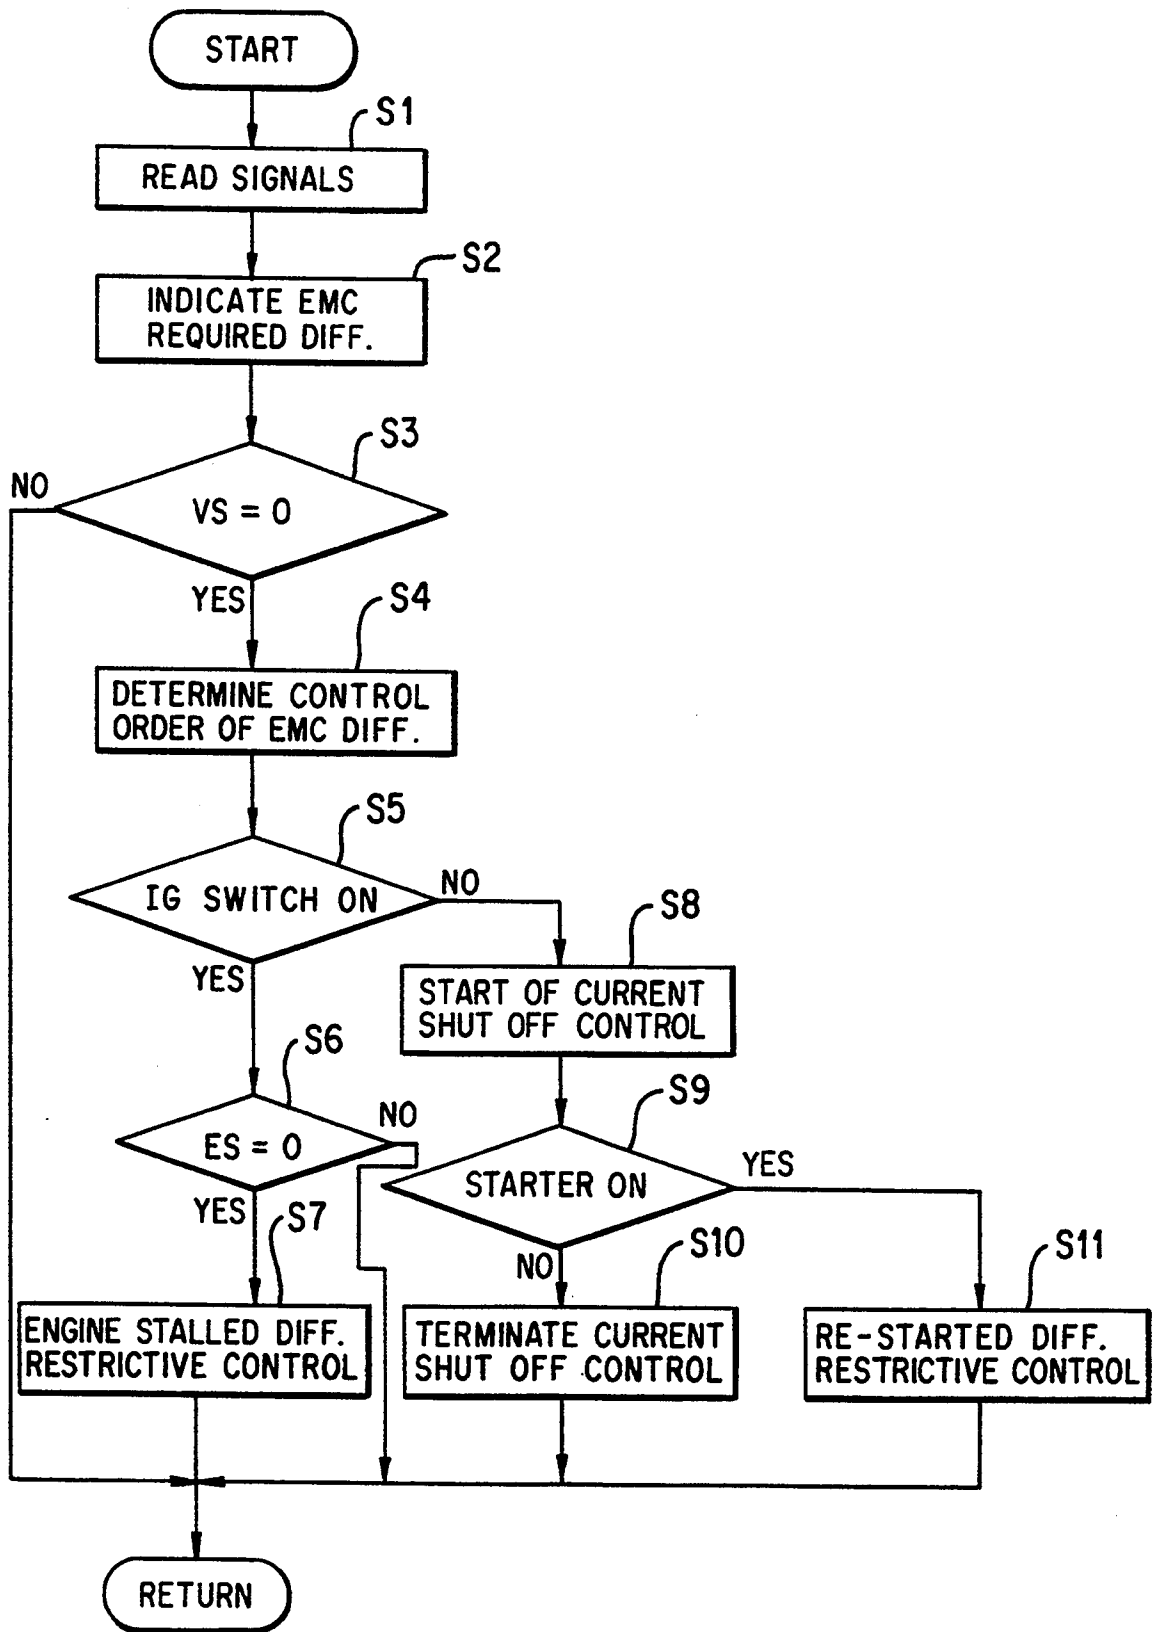 START
S1
READ SIGNALS
S2
INDICATE EMC
REQUIRED DIFF.
S3
NO
VS = 0
YES
S4
DETERMINE CONTROL
ORDER OF EMC DIFF.
S5
IG SWITCH ON
NO
YES
S8
START OF CURRENT
SHUT OFF CONTROL
S6
NO
ES = 0
YES
S9
STARTER ON
YES
NO
S7
ENGINE STALLED DIFF.
RESTRICTIVE CONTROL
S10
TERMINATE CURRENT
SHUT OFF CONTROL
S11
RE-STARTED DIFF.
RESTRICTIVE CONTROL
RETURN